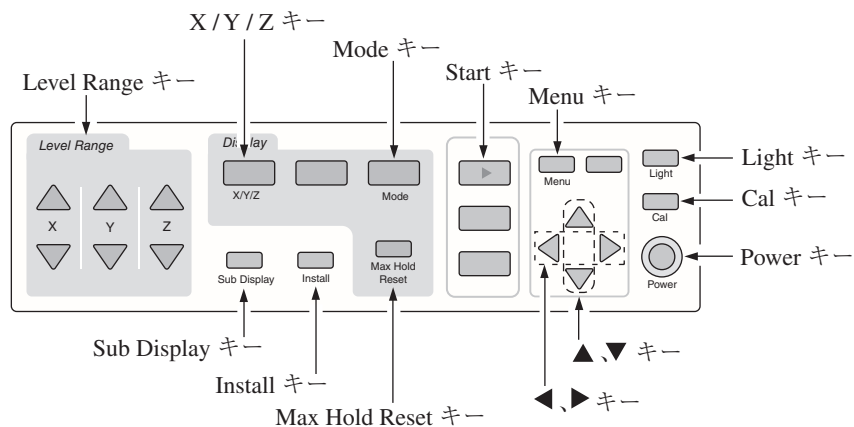 X / Y / Z キー
Mode キー
Start キー
Level Range キー
Menu キー
Level Range
Display
X/Y/Z
Mode
Menu
Light
Light キー
X
Y
Z
Cal
Cal キー
Sub Display
Install
Max Hold
Reset
Power
Power キー
Sub Display キー
▲、▼ キー
Install キー
◀、▶ キー
Max Hold Reset キー